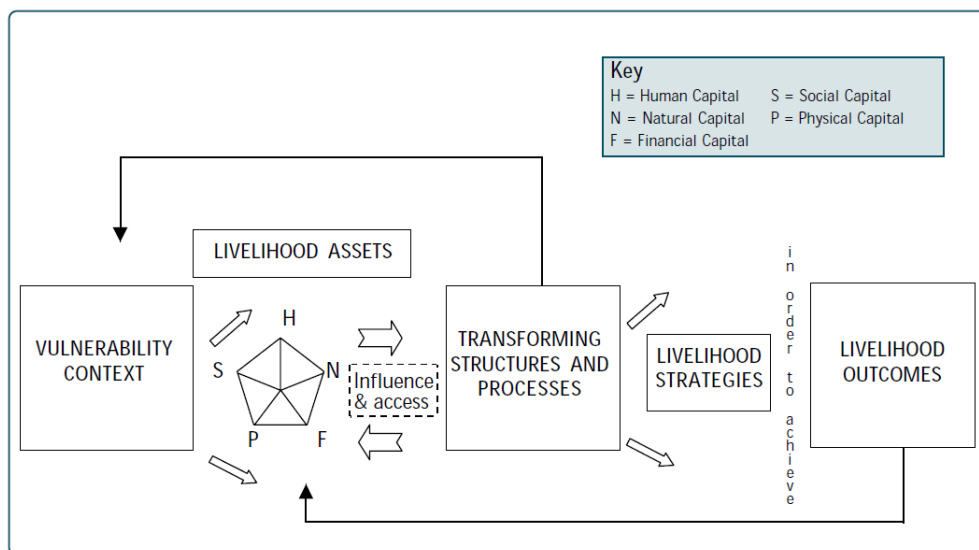 Key
H = Human Capital S = Social Capital
N = Natural Capital P = Physical Capital
F = Financial Capital
LIVELIHOOD ASSETS
VULNERABILITY
CONTEXT
H
S
N
P
F
Influence
& access
TRANSFORMING
STRUCTURES AND
PROCESSES
LIVELIHOOD
STRATEGIES
in order to achieve
LIVELIHOOD
OUTCOMES